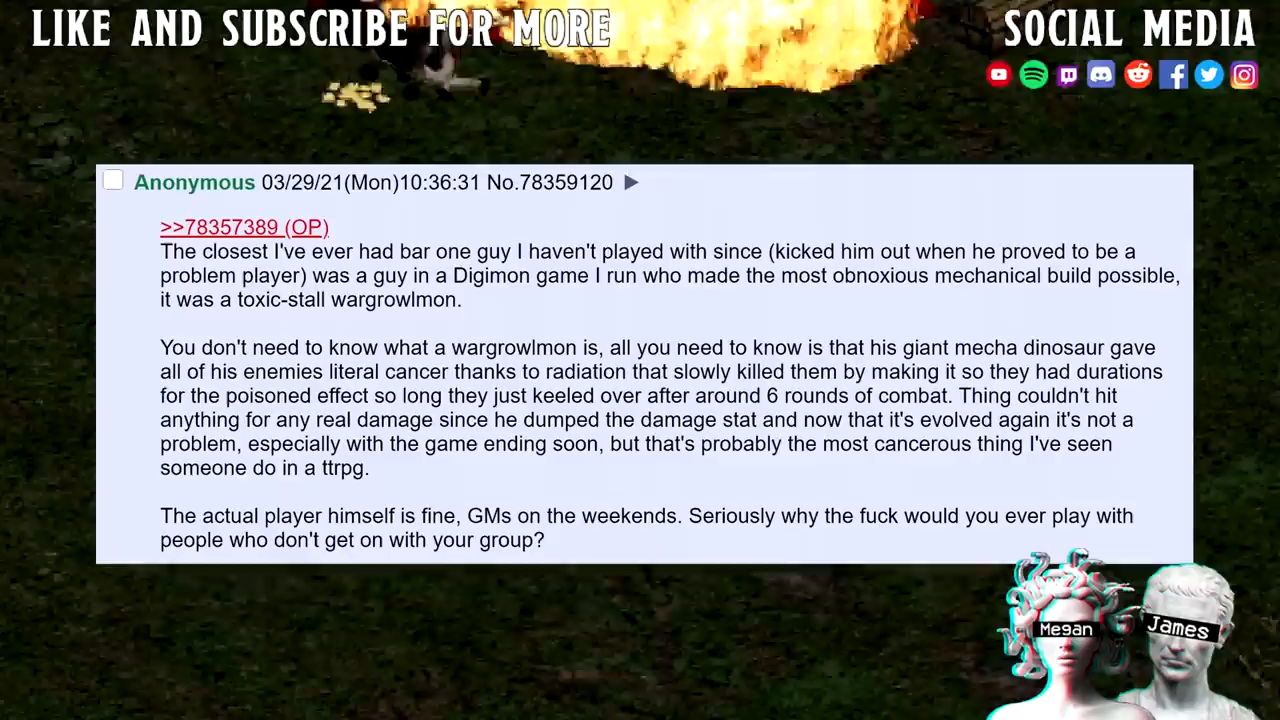 LIKE AND SUBSCRIBE FOR MORE
SOCIAL MEDIA
Anonymous 03/29/21(Mon)10:36:31 No.78359120
>>78357389 (OP)
The closest I've ever had bar one guy I haven't played with since (kicked him out when he proved to be a
problem player) was a guy in a Digimon game I run who made the most obnoxious mechanical build possible,
it was a toxic-stall wargrowlmon.
You don't need to know what a wargrowlmon is, all you need to know is that his giant mecha dinosaur gave
all of his enemies literal cancer thanks to radiation that slowly killed them by making it so they had durations
for the poisoned effect so long they just keeled over after around 6 rounds of combat. Thing couldn't hit
anything for any real damage since he dumped the damage stat and now that it's evolved again it's not a
problem, especially with the game ending soon, but that's probably the most cancerous thing I've seen
someone do in a ttrpg.
The actual player himself is fine, GMs on the weekends. Seriously why the fuck would you ever play with
people who don't get on with your group?
Megan
James